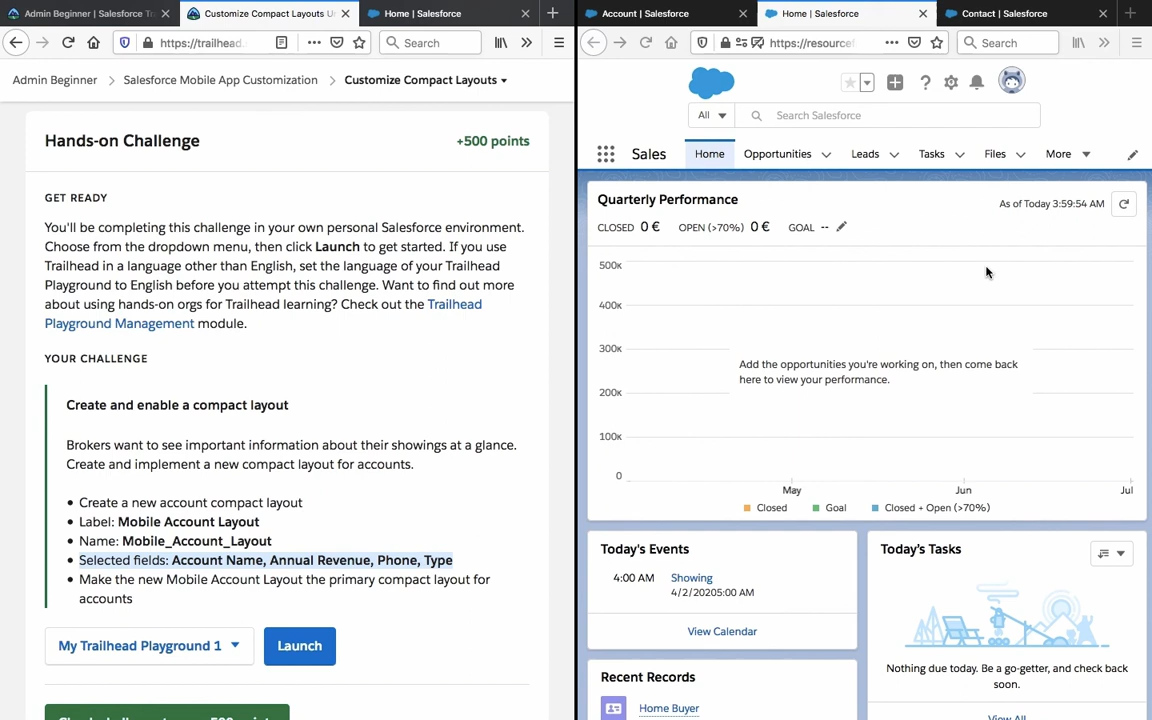 Admin Beginner | Salesforce Tr
Customize Compact Layouts U
Home | Salesforce
https://trailhead.
Search
Admin Beginner
Salesforce Mobile App Customization
Customize Compact Layouts
Hands-on Challenge
+500 points
GET READY
You'll be completing this challenge in your own personal Salesforce environment.
Choose from the dropdown menu, then click Launch to get started. If you use
Trailhead in a language other than English, set the language of your Trailhead
Playground to English before you attempt this challenge. Want to find out more
about using hands-on orgs for Trailhead learning? Check out the Trailhead
Playground Management module.
YOUR CHALLENGE
Create and enable a compact layout
Brokers want to see important information about their showings at a glance.
Create and implement a new compact layout for accounts.
• Create a new account compact layout
• Label: Mobile Account Layout
• Name: Mobile_Account_Layout
• Selected fields: Account Name, Annual Revenue, Phone, Type
• Make the new Mobile Account Layout the primary compact layout for
accounts
My Trailhead Playground 1
Launch
Account | Salesforce
Home | Salesforce
Contact | Salesforce
https://resource
Search
All
Search Salesforce
Sales
Home
Opportunities
Leads
Tasks
Files
More
Quarterly Performance
As of Today 3:59:54 AM
CLOSED 0 € OPEN (>70%) 0 € GOAL --
500K
400K
300K
200K
100K
0
Add the opportunities you're working on, then come back
here to view your performance.
May
Jun
Jul
Closed
Goal
Closed + Open (>70%)
Today's Events
4:00 AM
Showing
4/2/20205:00 AM
View Calendar
Today's Tasks
Nothing due today. Be a go-getter, and check back
soon.
View All
Recent Records
Home Buyer